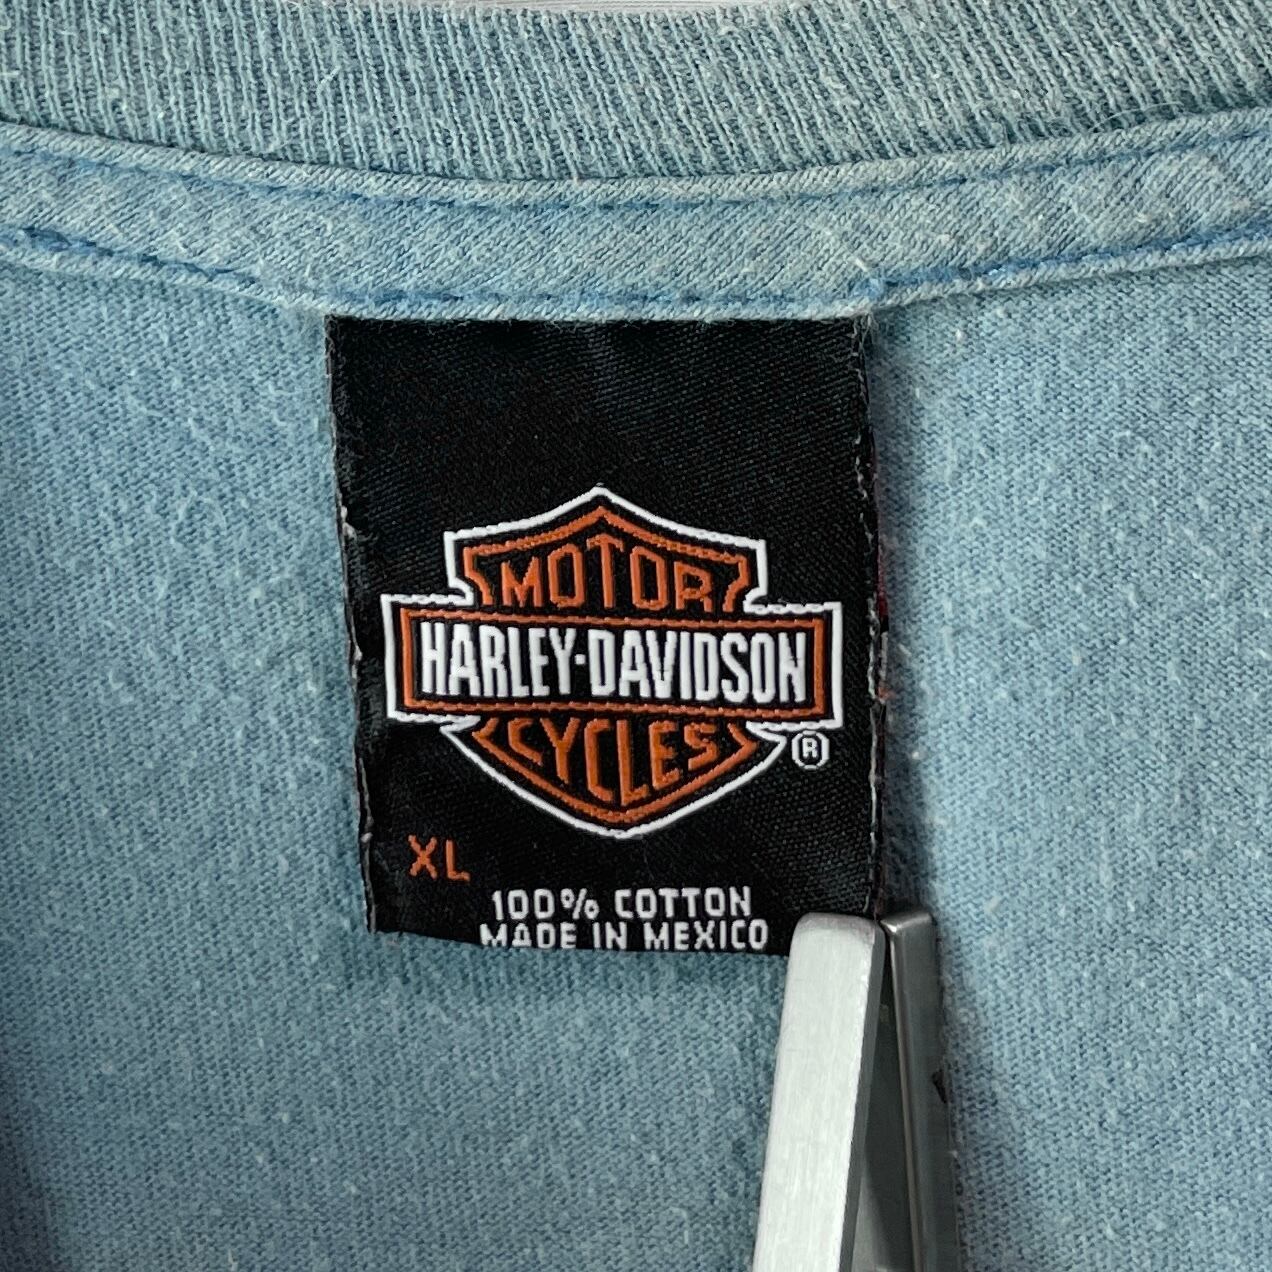 MOTOR
HARLEY-DAVIDSON
CYCLES
®
XL
100% COTTON
MADE IN MEXICO